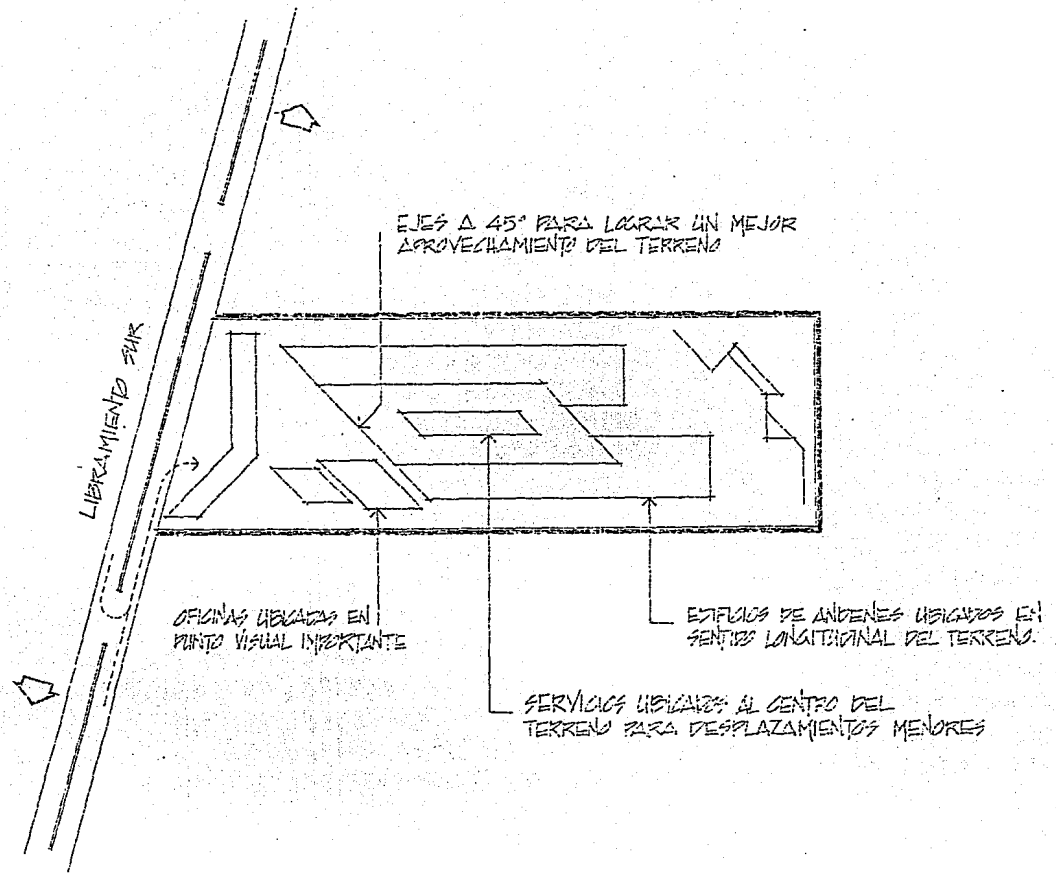 EJES A 45° PARA LOGRAR UN MEJOR
APROVECHAMIENTO DEL TERRENO
LIBRAMIENTO SUR
OFICINAS UBICADAS EN
PUNTO VISUAL IMPORTANTE
EDIFICIOS DE ANDENES UBICADOS EN
SENTIDO LONGITUDINAL DEL TERRENO.
SERVICIOS UBICADOS AL CENTRO DEL
TERRENO PARA DESPLAZAMIENTOS MENORES